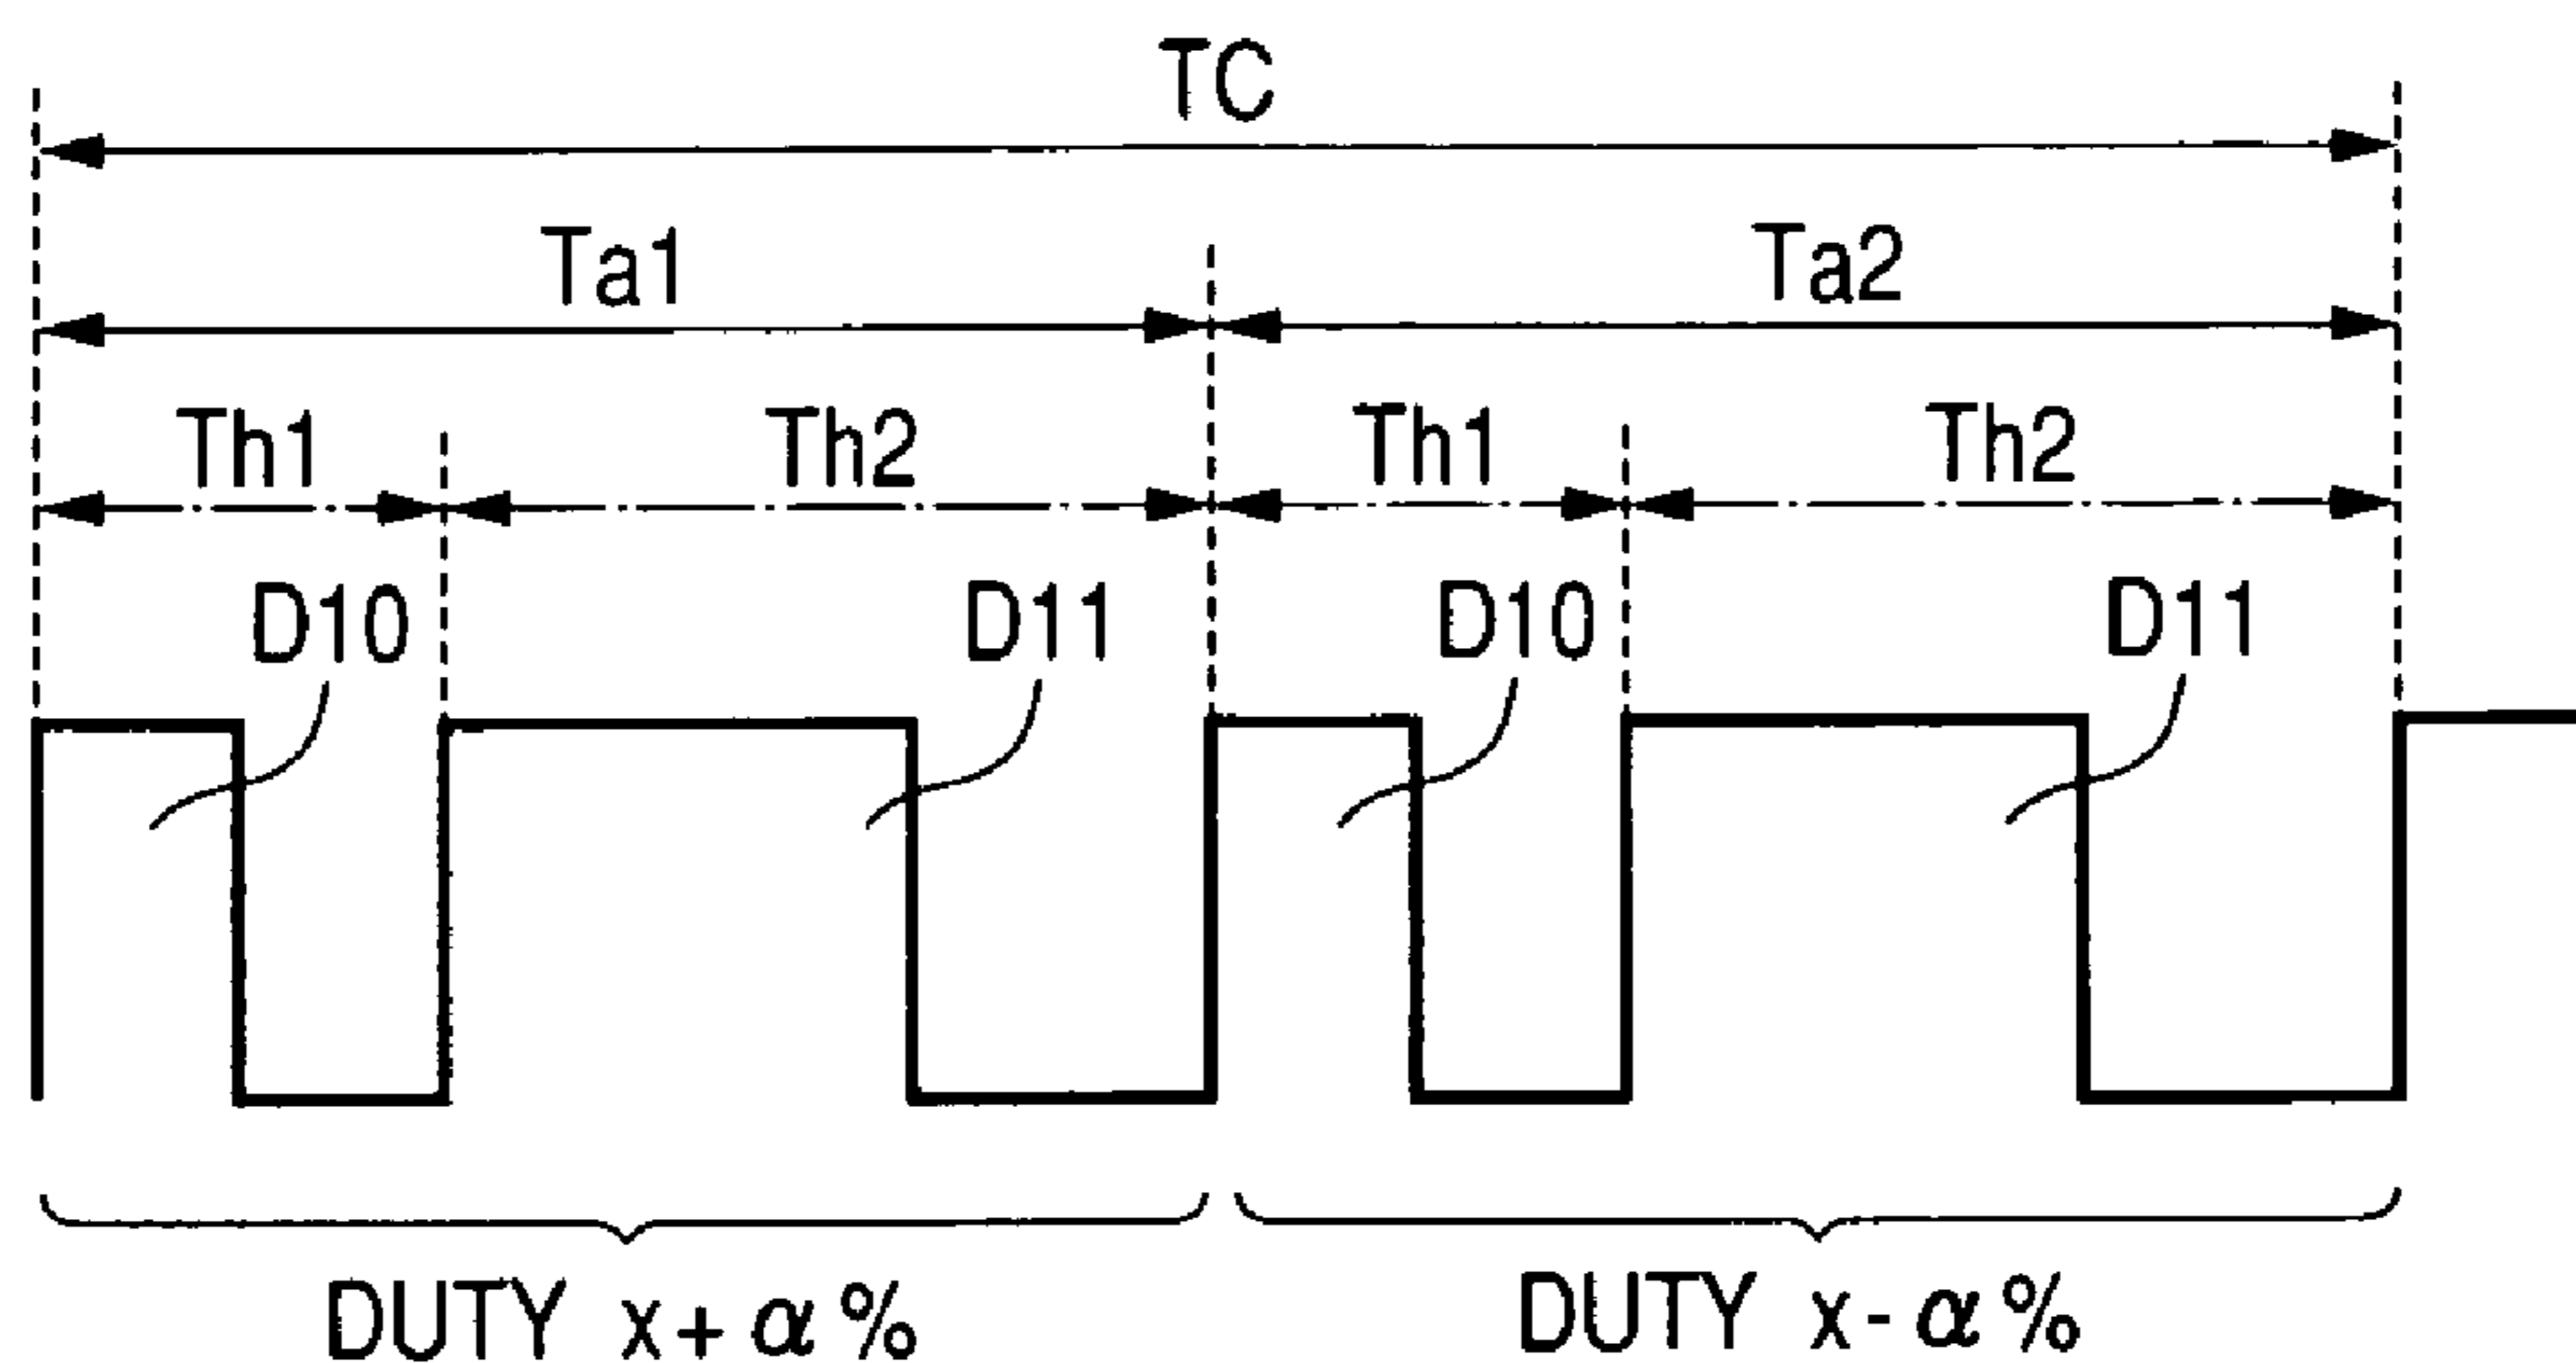 TC
Ta1 Ta2
Th1 Th2 Th1 Th2
D10 D11 D10 D11
DUTY x+α% DUTY x-α%